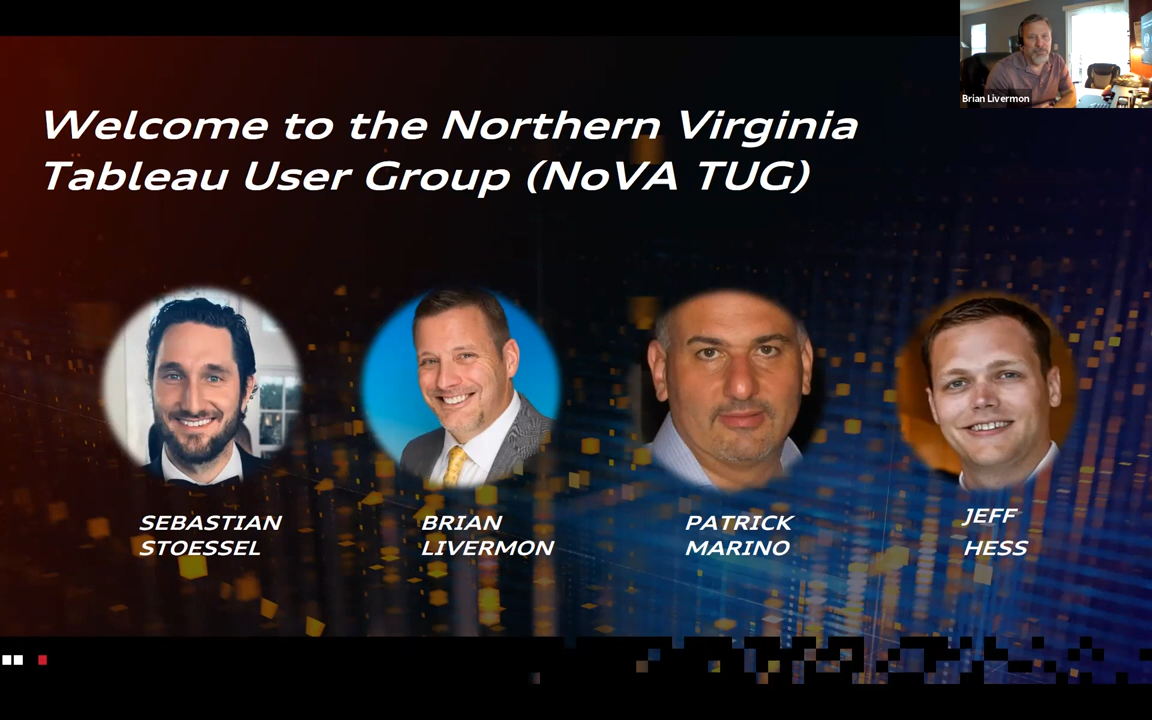 Brian Livermon
Welcome to the Northern Virginia
Tableau User Group (NoVA TUG)
SEBASTIAN
STOESSEL
BRIAN
LIVERMON
PATRICK
MARINO
JEFF
HESS